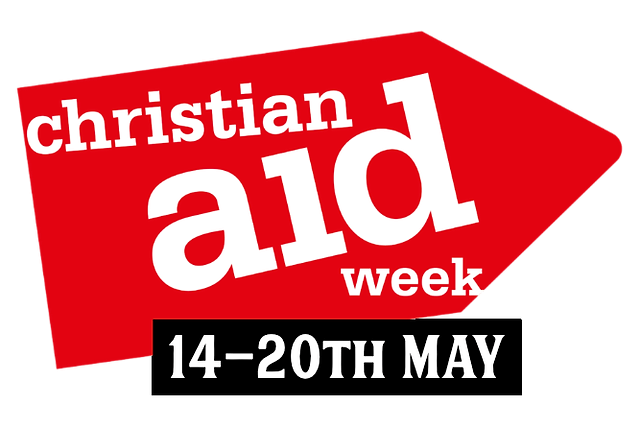 christian
aid
week
14–20TH MAY